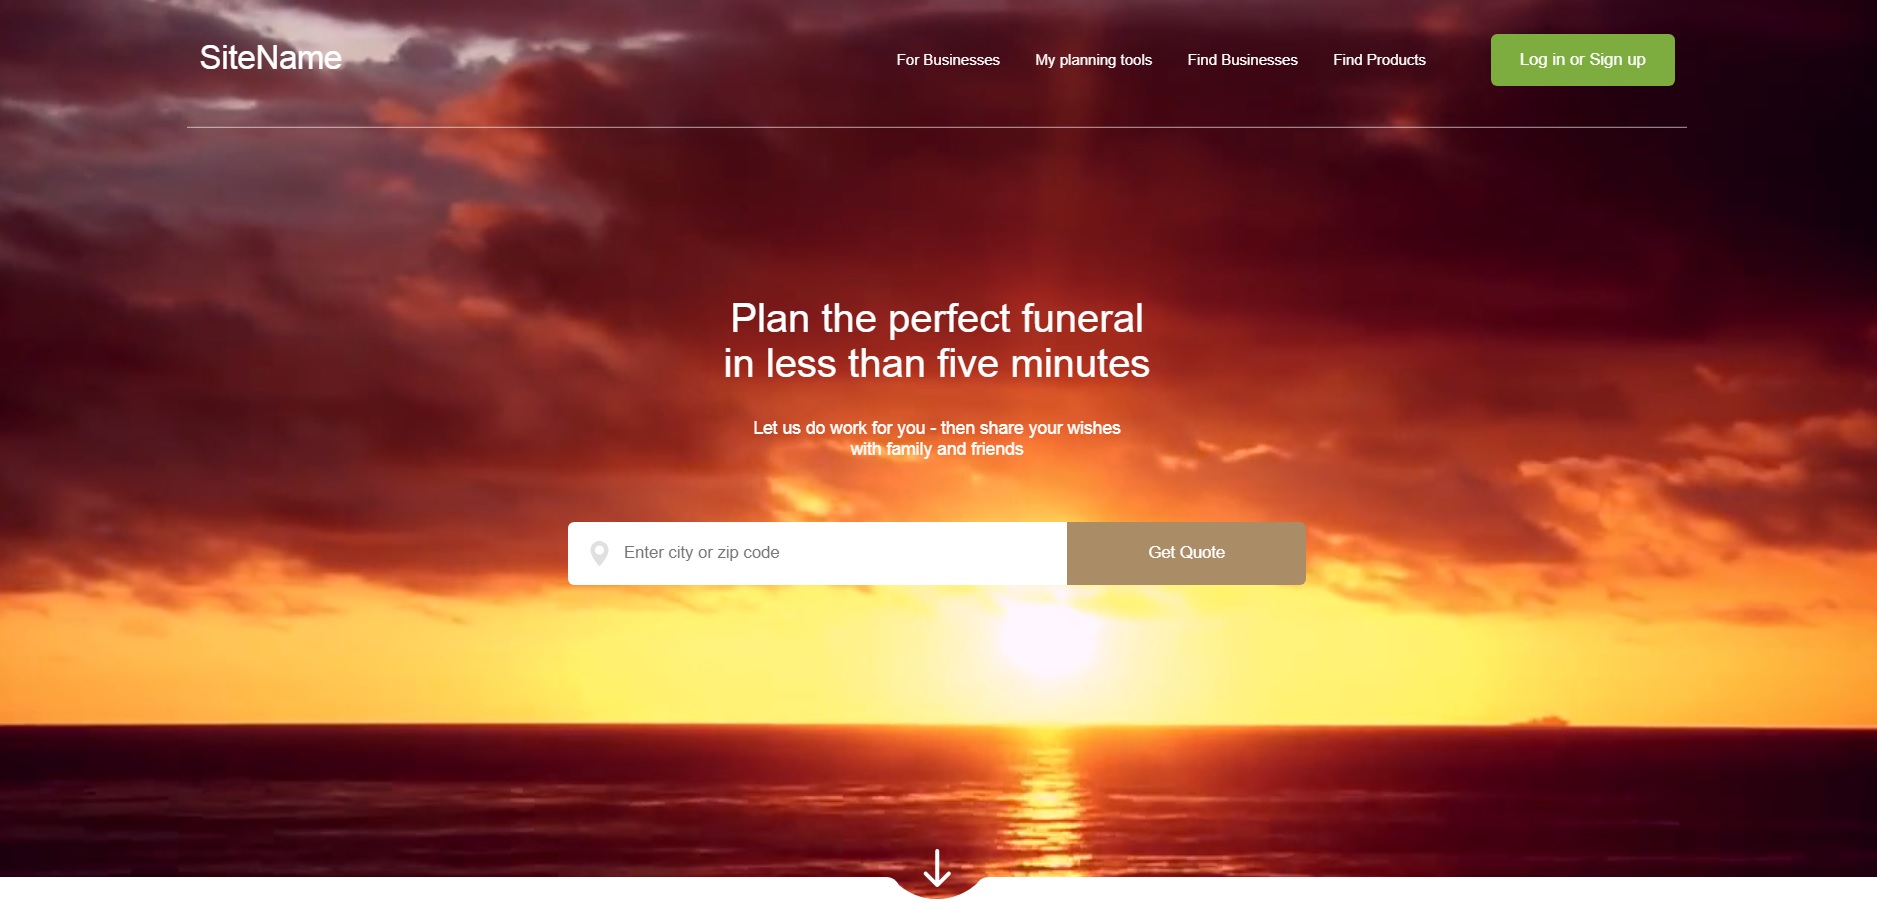 SiteName
For Businesses
My planning tools
Find Businesses
Find Products
Log in or Sign up
Plan the perfect funeral
in less than five minutes
Let us do work for you - then share your wishes
with family and friends
Enter city or zip code
Get Quote